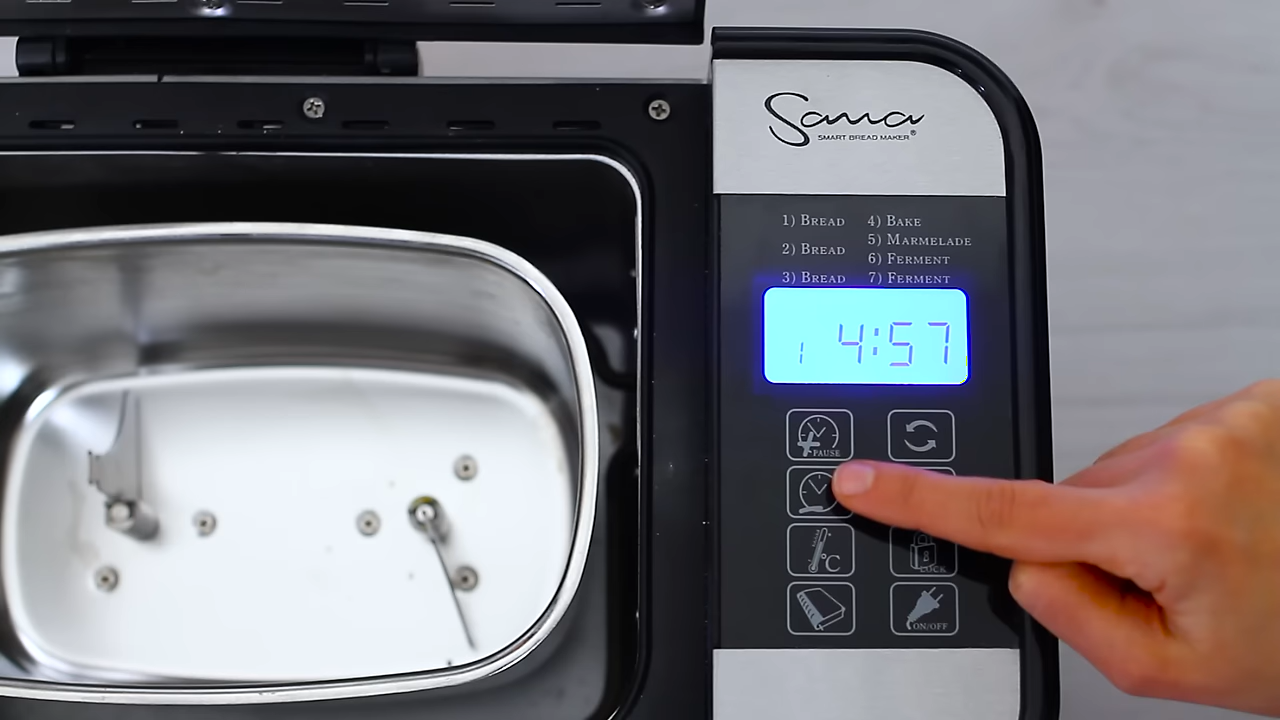 Sana
SMART BREAD MAKER®
1) BREAD
2) BREAD
3) BREAD
4) BAKE
5) MARMELADE
6) FERMENT
7) FERMENT
1 4:57
PAUSE
°C
LOCK
ON/OFF